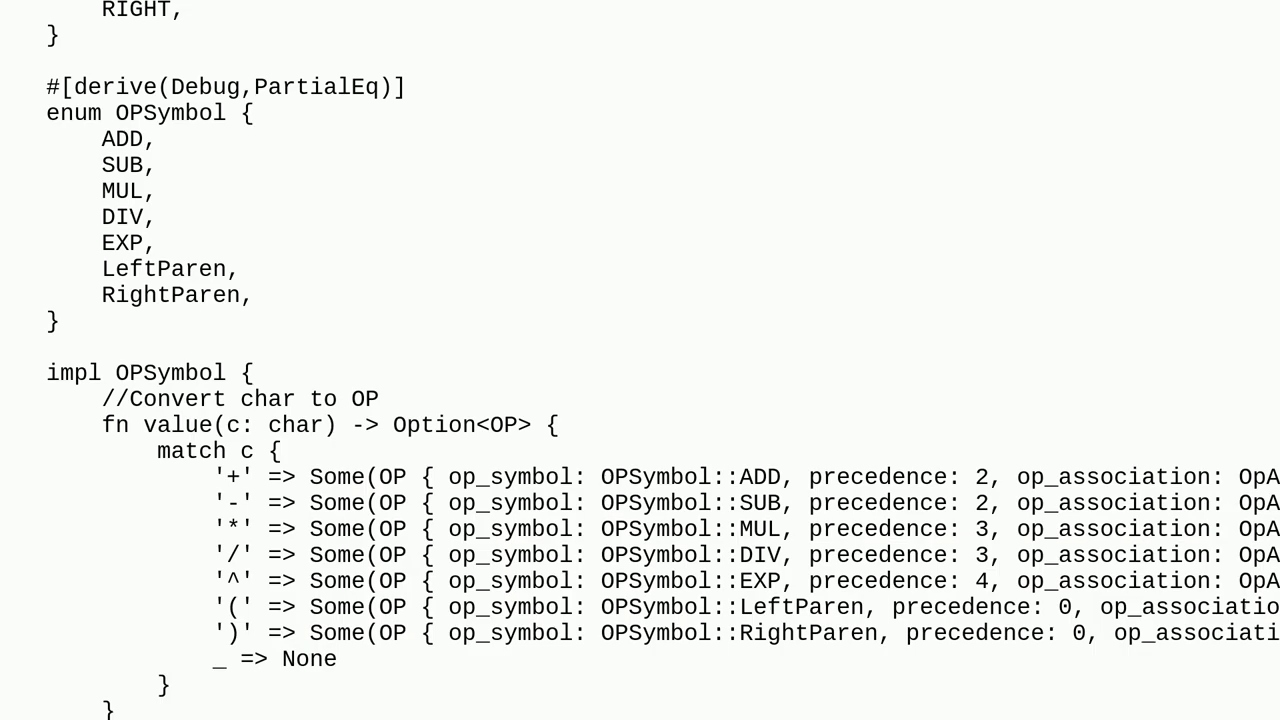 RIGHT,
}

#[derive(Debug,PartialEq)]
enum OPSymbol {
    ADD,
    SUB,
    MUL,
    DIV,
    EXP,
    LeftParen,
    RightParen,
}

impl OPSymbol {
    //Convert char to OP
    fn value(c: char) -> Option<OP> {
        match c {
            '+' => Some(OP { op_symbol: OPSymbol::ADD, precedence: 2, op_association: OpA
            '-' => Some(OP { op_symbol: OPSymbol::SUB, precedence: 2, op_association: OpA
            '*' => Some(OP { op_symbol: OPSymbol::MUL, precedence: 3, op_association: OpA
            '/' => Some(OP { op_symbol: OPSymbol::DIV, precedence: 3, op_association: OpA
            '^' => Some(OP { op_symbol: OPSymbol::EXP, precedence: 4, op_association: OpA
            '(' => Some(OP { op_symbol: OPSymbol::LeftParen, precedence: 0, op_associatio
            ')' => Some(OP { op_symbol: OPSymbol::RightParen, precedence: 0, op_associati
            _ => None
        }
    }